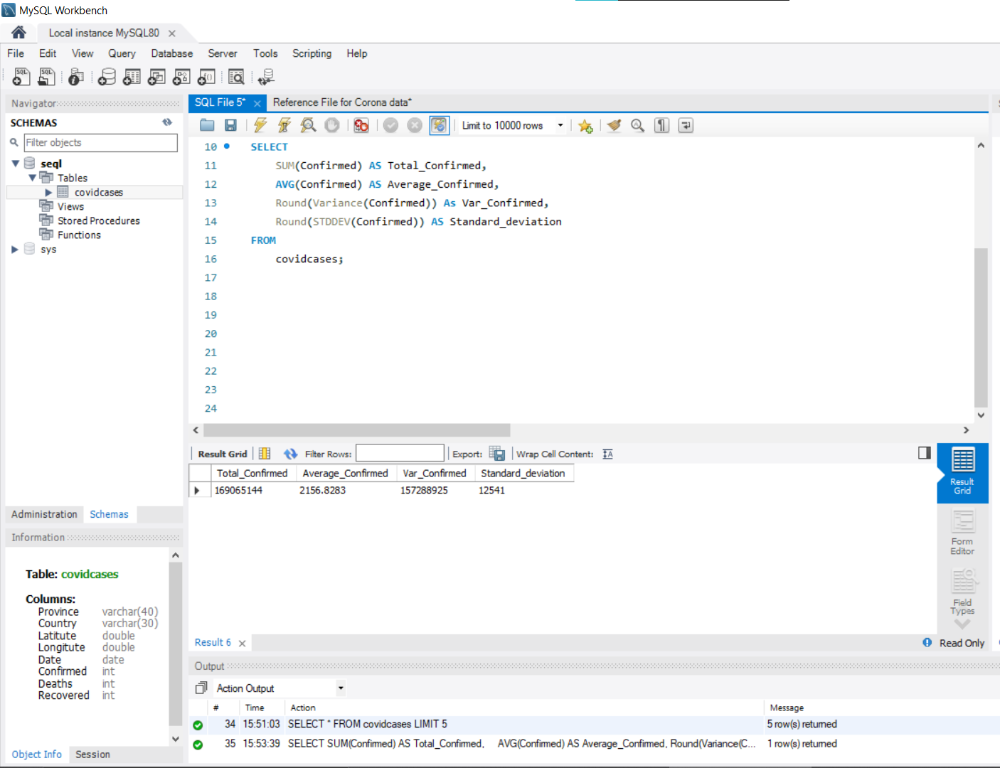 MySQL Workbench
Local instance MySQL80
File Edit View Query Database Server Tools Scripting Help
Navigator
SCHEMAS
Filter objects
seql
Tables
covidcases
Views
Stored Procedures
Functions
sys
Administration Schemas
Information
Table: covidcases
Columns:
Province varchar(40)
Country varchar(30)
Latitute double
Longitute double
Date date
Confirmed int
Deaths int
Recovered int
Object Info Session
SQL File 5* Reference File for Corona data*
Limit to 10000 rows
10 SELECT
11 SUM(Confirmed) AS Total_Confirmed,
12 AVG(Confirmed) AS Average_Confirmed,
13 Round(Variance(Confirmed)) As Var_Confirmed,
14 Round(STDDEV(Confirmed)) AS Standard_deviation
15 FROM
16 covidcases;
17
18
19
20
21
22
23
24
Result Grid Filter Rows: Export: Wrap Cell Content:
Total_Confirmed Average_Confirmed Var_Confirmed Standard_deviation
169065144 2156.8283 157288925 12541
Result Grid
Form Editor
Field Types
Result 6 Read Only
Output
Action Output
# Time Action Message
34 15:51:03 SELECT * FROM covidcases LIMIT 5 5 row(s) returned
35 15:53:39 SELECT SUM(Confirmed) AS Total_Confirmed, AVG(Confirmed) AS Average_Confirmed, Round(Variance(C... 1 row(s) returned